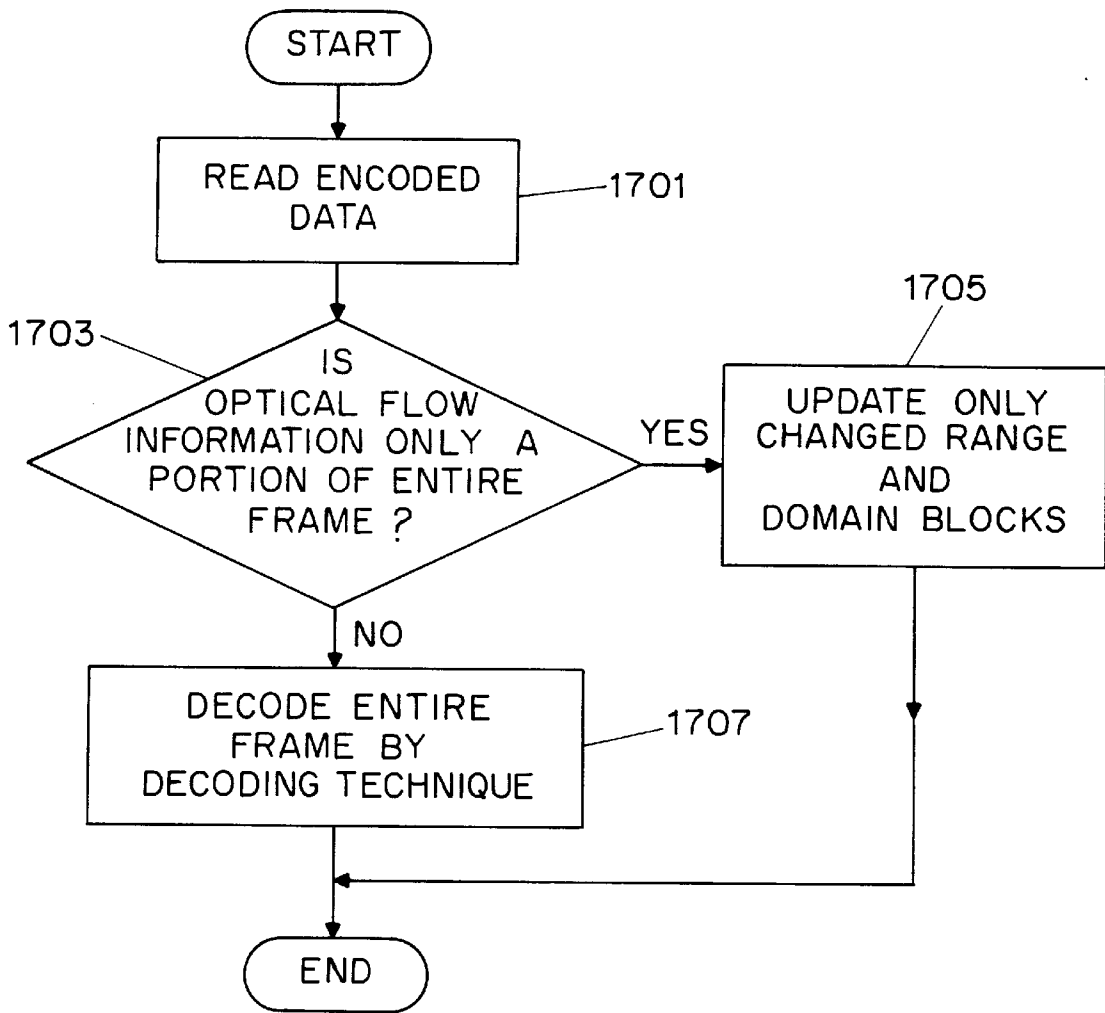 START
READ ENCODED
DATA
1701
1703
IS
OPTICAL FLOW
INFORMATION ONLY A
PORTION OF ENTIRE
FRAME ?
YES
1705
UPDATE ONLY
CHANGED RANGE
AND
DOMAIN BLOCKS
NO
DECODE ENTIRE
FRAME BY
DECODING TECHNIQUE
1707
END